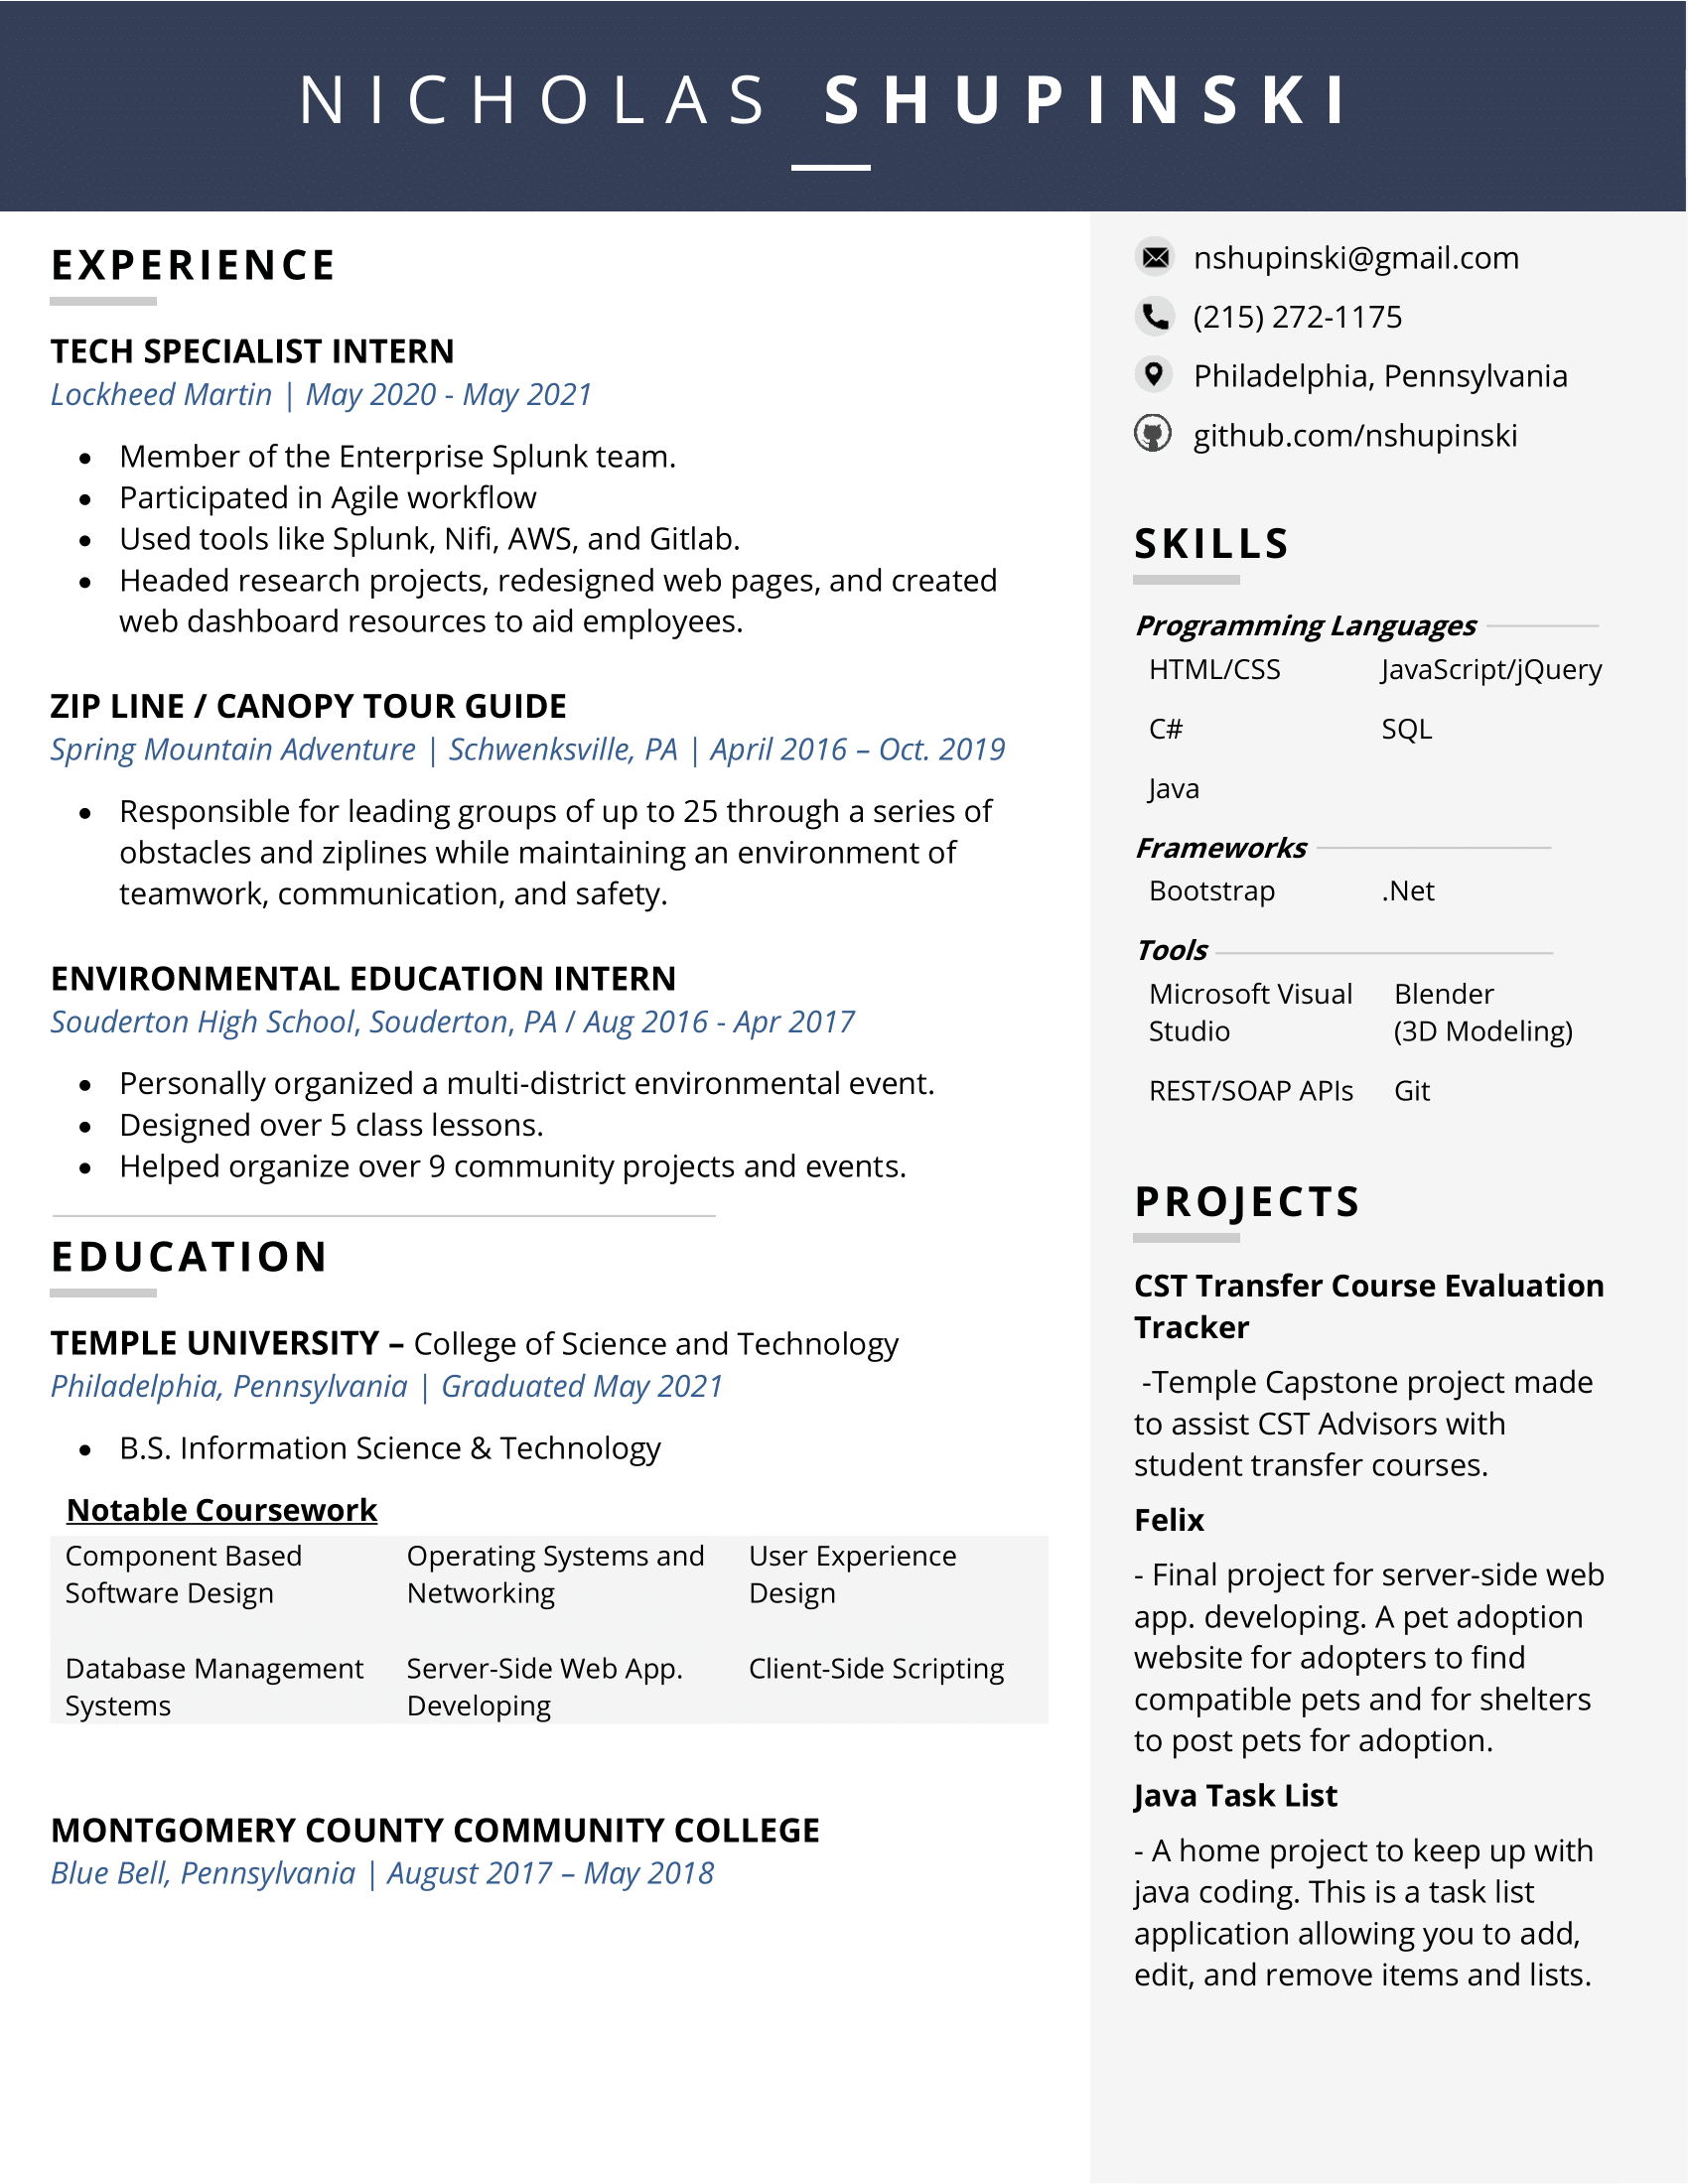 NICHOLAS SHUPINSKI
EXPERIENCE
TECH SPECIALIST INTERN
Lockheed Martin | May 2020 - May 2021
• Member of the Enterprise Splunk team.
• Participated in Agile workflow
• Used tools like Splunk, Nifi, AWS, and Gitlab.
• Headed research projects, redesigned web pages, and created
web dashboard resources to aid employees.
ZIP LINE / CANOPY TOUR GUIDE
Spring Mountain Adventure | Schwenksville, PA | April 2016 – Oct. 2019
• Responsible for leading groups of up to 25 through a series of
obstacles and ziplines while maintaining an environment of
teamwork, communication, and safety.
ENVIRONMENTAL EDUCATION INTERN
Souderton High School, Souderton, PA / Aug 2016 - Apr 2017
• Personally organized a multi-district environmental event.
• Designed over 5 class lessons.
• Helped organize over 9 community projects and events.
EDUCATION
TEMPLE UNIVERSITY – College of Science and Technology
Philadelphia, Pennsylvania | Graduated May 2021
• B.S. Information Science & Technology
Notable Coursework
Component Based Operating Systems and User Experience
Software Design Networking Design
Database Management Server-Side Web App. Client-Side Scripting
Systems Developing
MONTGOMERY COUNTY COMMUNITY COLLEGE
Blue Bell, Pennsylvania | August 2017 – May 2018
nshupinski@gmail.com
(215) 272-1175
Philadelphia, Pennsylvania
github.com/nshupinski
SKILLS
Programming Languages
HTML/CSS JavaScript/jQuery
C# SQL
Java
Frameworks
Bootstrap .Net
Tools
Microsoft Visual Blender
Studio (3D Modeling)
REST/SOAP APIs Git
PROJECTS
CST Transfer Course Evaluation
Tracker
-Temple Capstone project made
to assist CST Advisors with
student transfer courses.
Felix
- Final project for server-side web
app. developing. A pet adoption
website for adopters to find
compatible pets and for shelters
to post pets for adoption.
Java Task List
- A home project to keep up with
java coding. This is a task list
application allowing you to add,
edit, and remove items and lists.